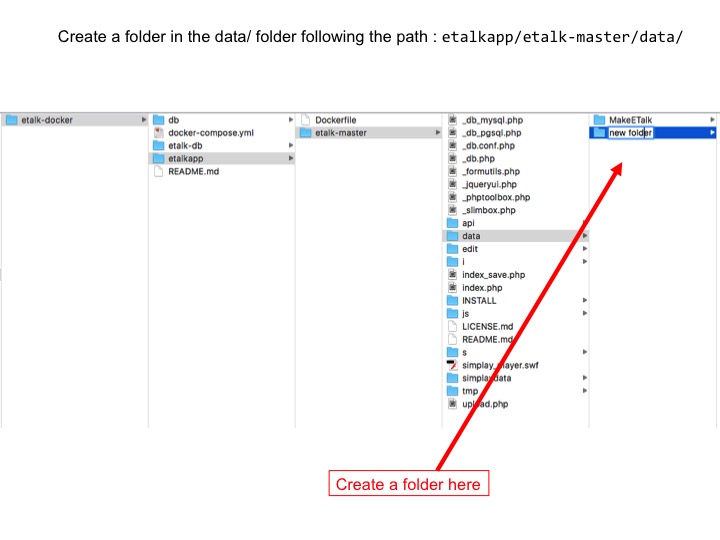 Create a folder in the data/ folder following the path : etalkapp/etalk-master/data/
etalk-docker
db
docker-compose.yml
etalk-db
etalkapp
README.md
Dockerfile
etalk-master
_db_mysql.php
_db_pgsql.php
_db.conf.php
_db.php
_formutils.php
_jqueryui.php
_phptoolbox.php
_slimbox.php
api
data
edit
i
index_save.php
index.php
INSTALL
js
LICENSE.md
README.md
s
simplay_player.swf
simplaydata
tmp
upload.php
MakeETalk
new folder
Create a folder here